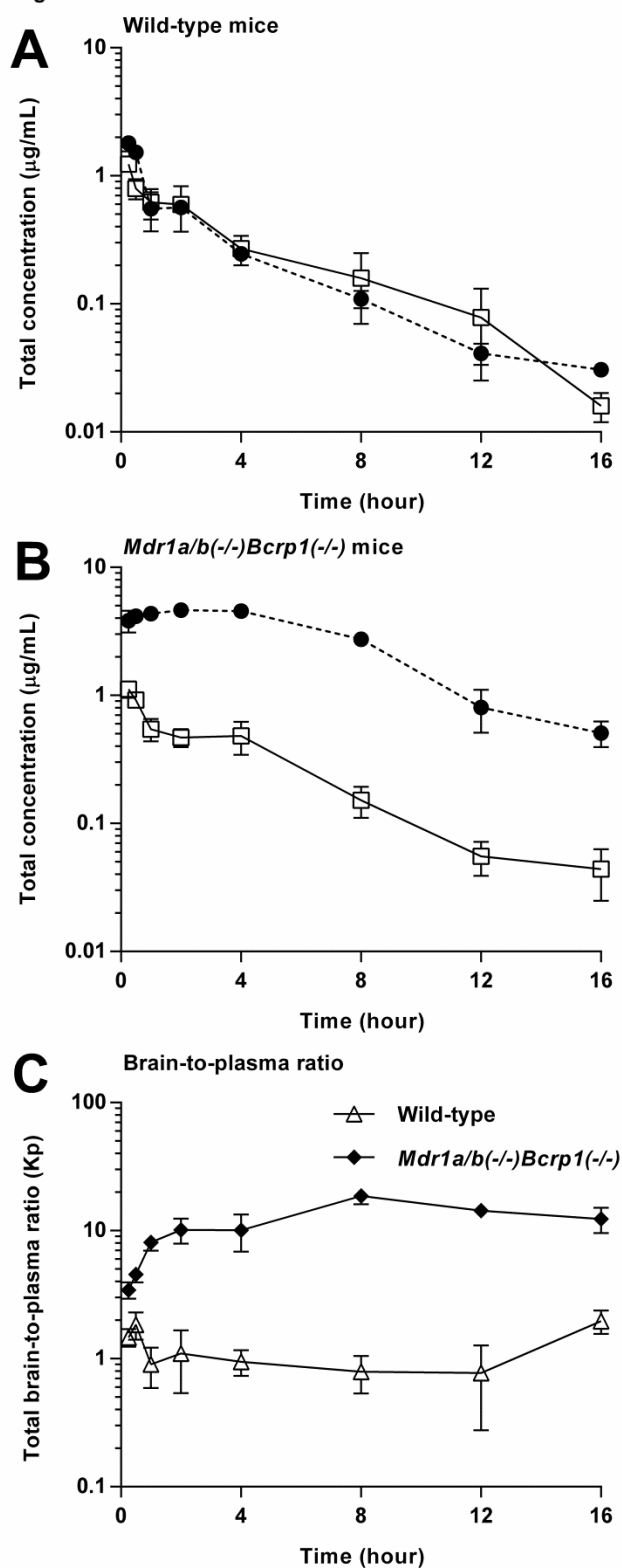 A
Wild-type mice
10
1
0.1
0.01
Total concentration (μg/mL)
0 4 8 12 16
Time (hour)
B
Mdr1a/b(-/-)Bcrp1(-/-) mice
10
1
0.1
0.01
Total concentration (μg/mL)
0 4 8 12 16
Time (hour)
C
Brain-to-plasma ratio
Wild-type
Mdr1a/b(-/-)Bcrp1(-/-)
100
10
1
0.1
Total brain-to-plasma ratio (Kp)
0 4 8 12 16
Time (hour)